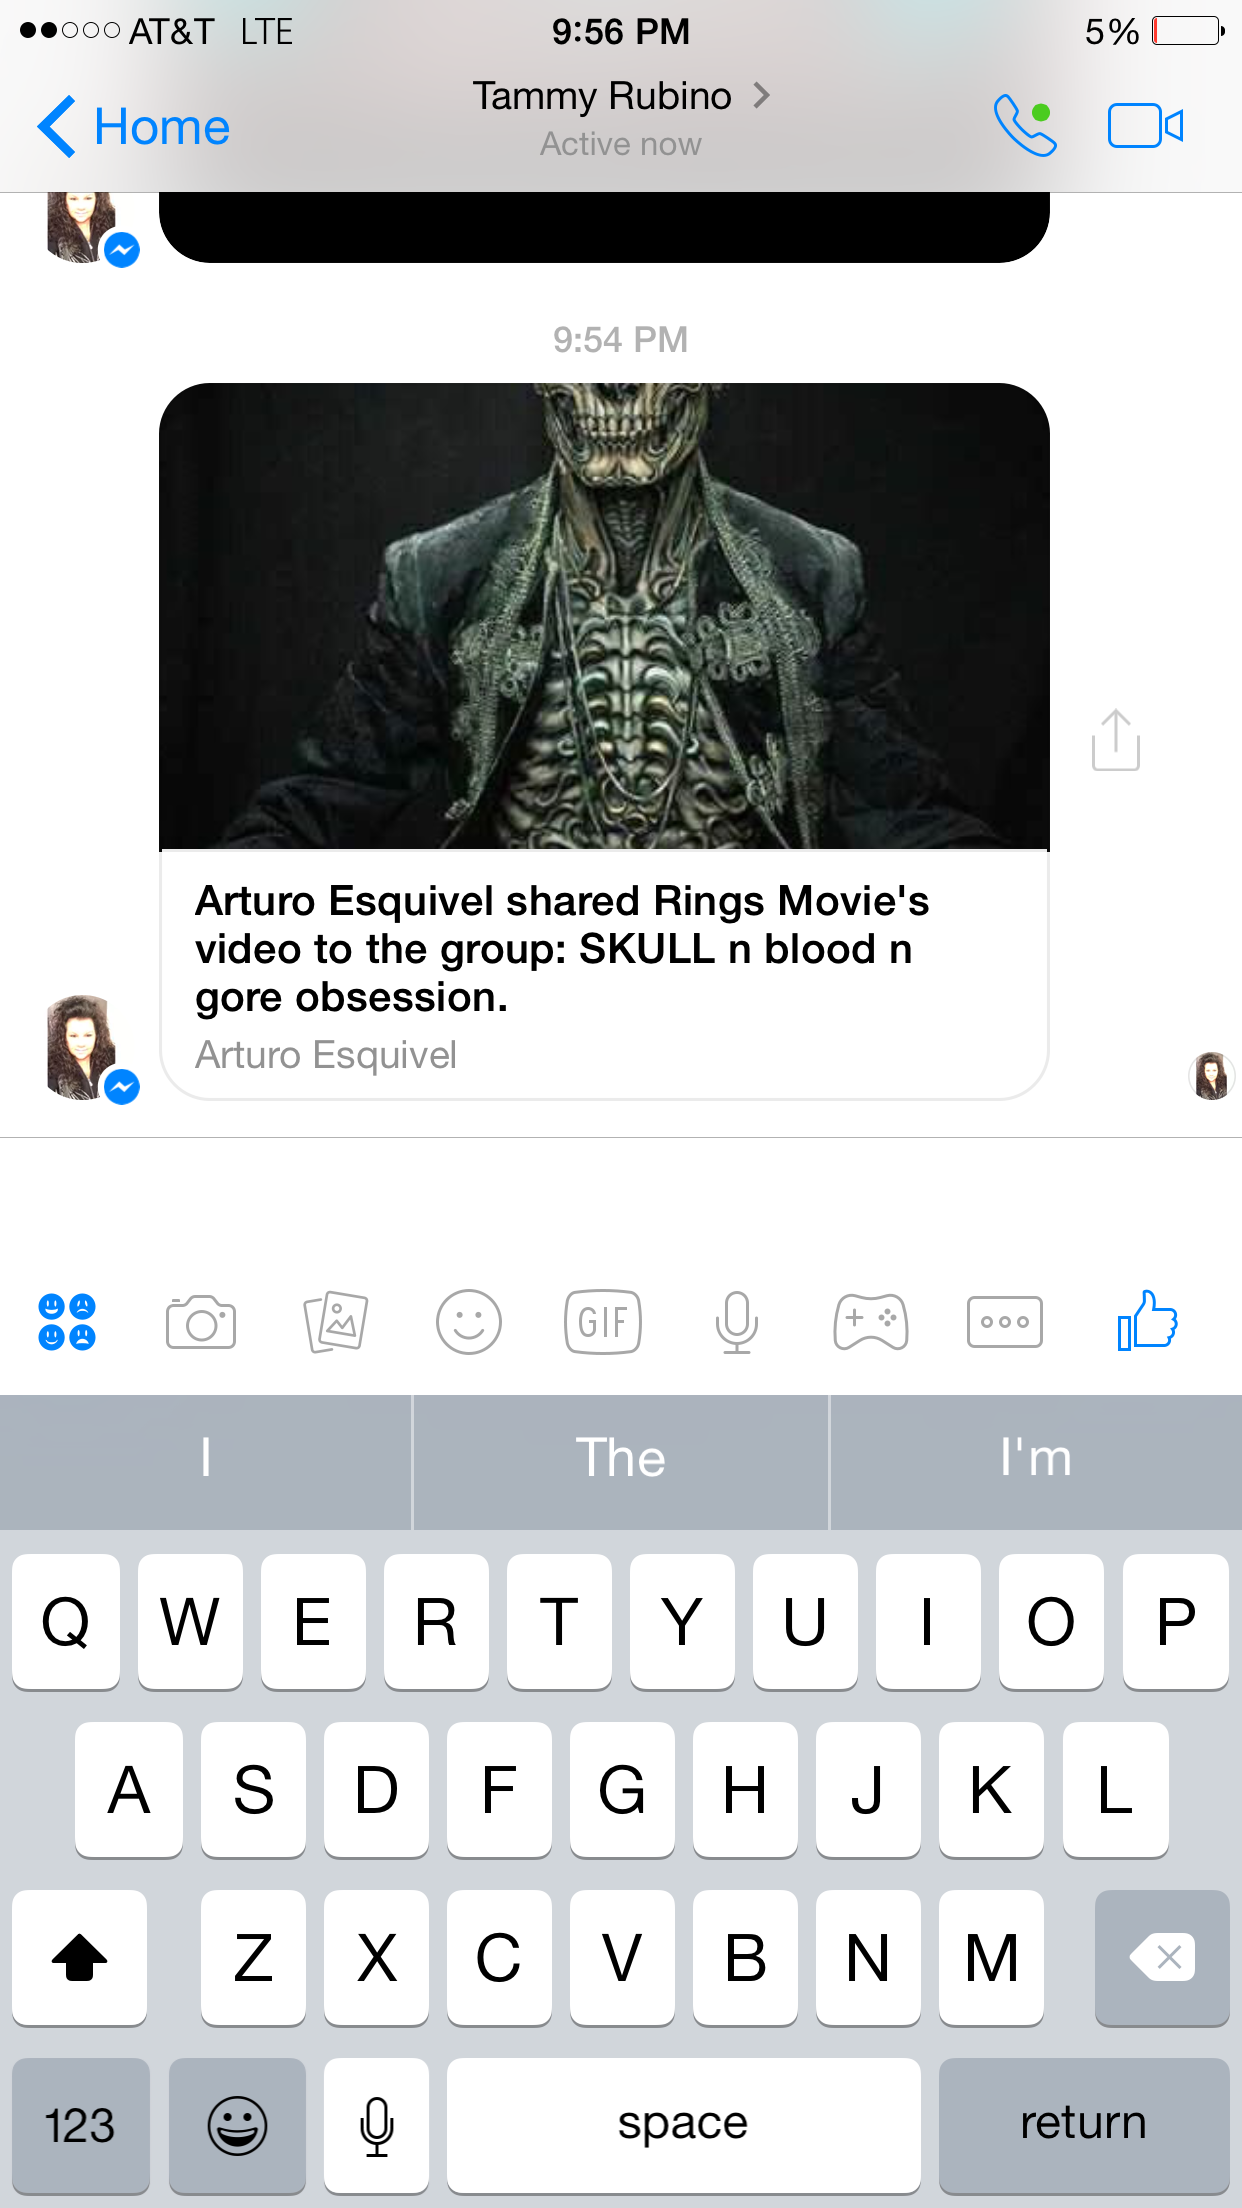 AT&T LTE 9:56 PM 5%
Home Tammy Rubino
Active now
9:54 PM
Arturo Esquivel shared Rings Movie's
video to the group: SKULL n blood n
gore obsession.
Arturo Esquivel
GIF
I The I'm
Q W E R T Y U I O P
A S D F G H J K L
Z X C V B N M
123 space return